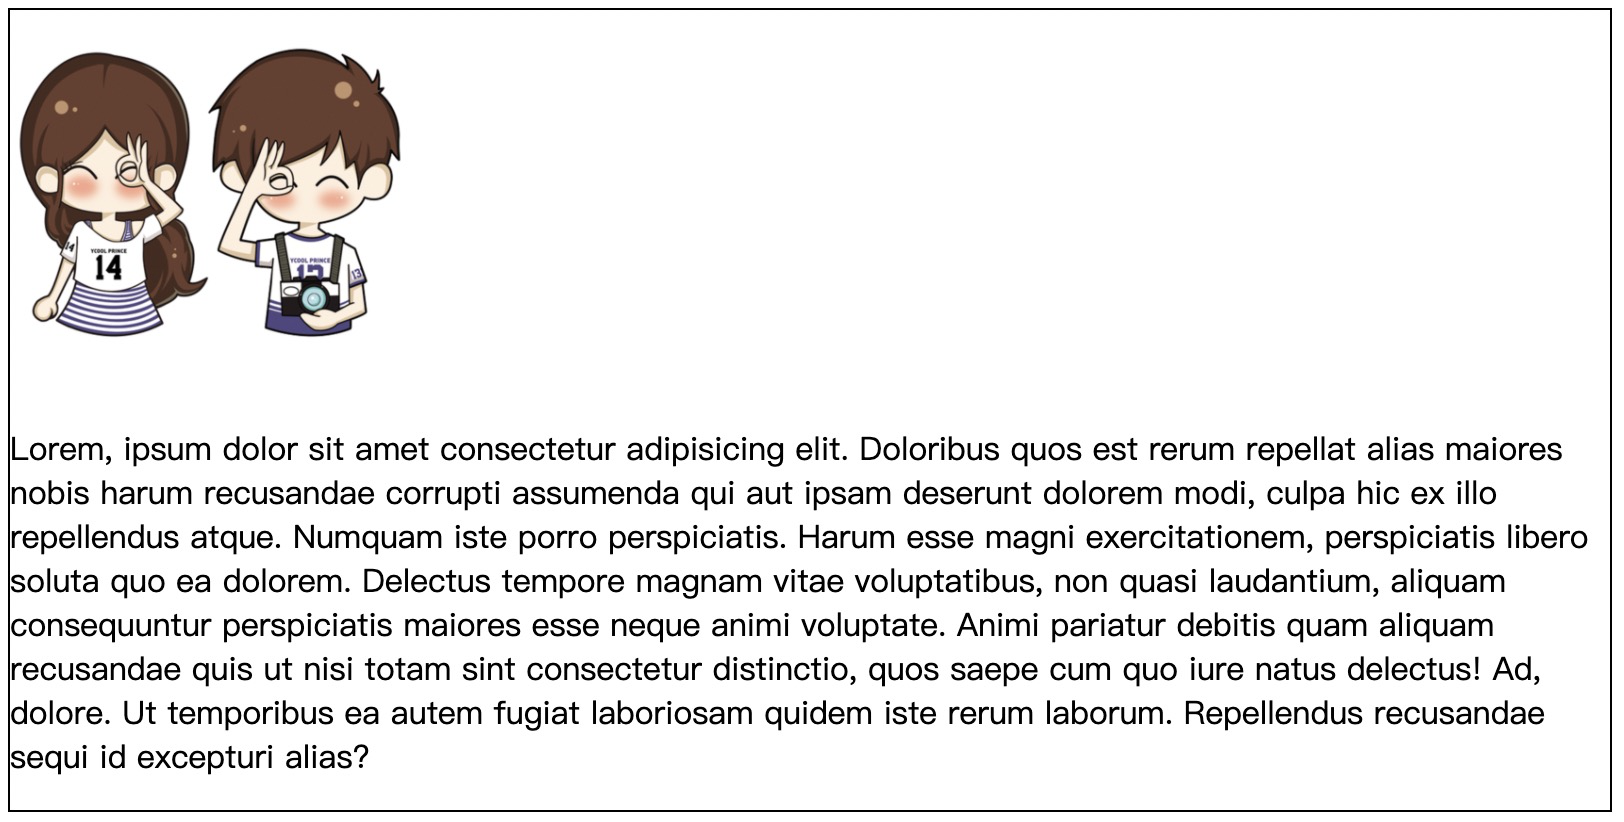 14
YCOOL PRINCE
14
YCOOL PRINCE
13
Lorem, ipsum dolor sit amet consectetur adipisicing elit. Doloribus quos est rerum repellat alias maiores
nobis harum recusandae corrupti assumenda qui aut ipsam deserunt dolorem modi, culpa hic ex illo
repellendus atque. Numquam iste porro perspiciatis. Harum esse magni exercitationem, perspiciatis libero
soluta quo ea dolorem. Delectus tempore magnam vitae voluptatibus, non quasi laudantium, aliquam
consequuntur perspiciatis maiores esse neque animi voluptate. Animi pariatur debitis quam aliquam
recusandae quis ut nisi totam sint consectetur distinctio, quos saepe cum quo iure natus delectus! Ad,
dolore. Ut temporibus ea autem fugiat laboriosam quidem iste rerum laborum. Repellendus recusandae
sequi id excepturi alias?